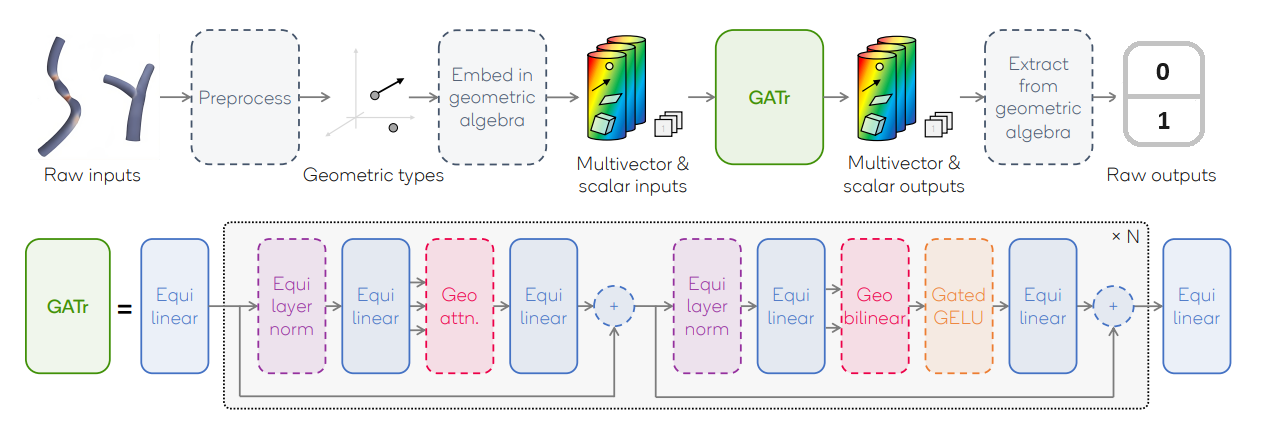 Preprocess
Embed in
geometric
algebra
GATr
Extract
from
geometric
algebra
0
1
Raw inputs
Geometric types
Multivector &
scalar inputs
Multivector &
scalar outputs
Raw outputs
× N
GATr
=
Equi
linear
Equi
layer
norm
Equi
linear
Geo
attn.
Equi
linear
+
Equi
layer
norm
Equi
linear
Geo
bilinear
Gated
GELU
Equi
linear
+
Equi
linear